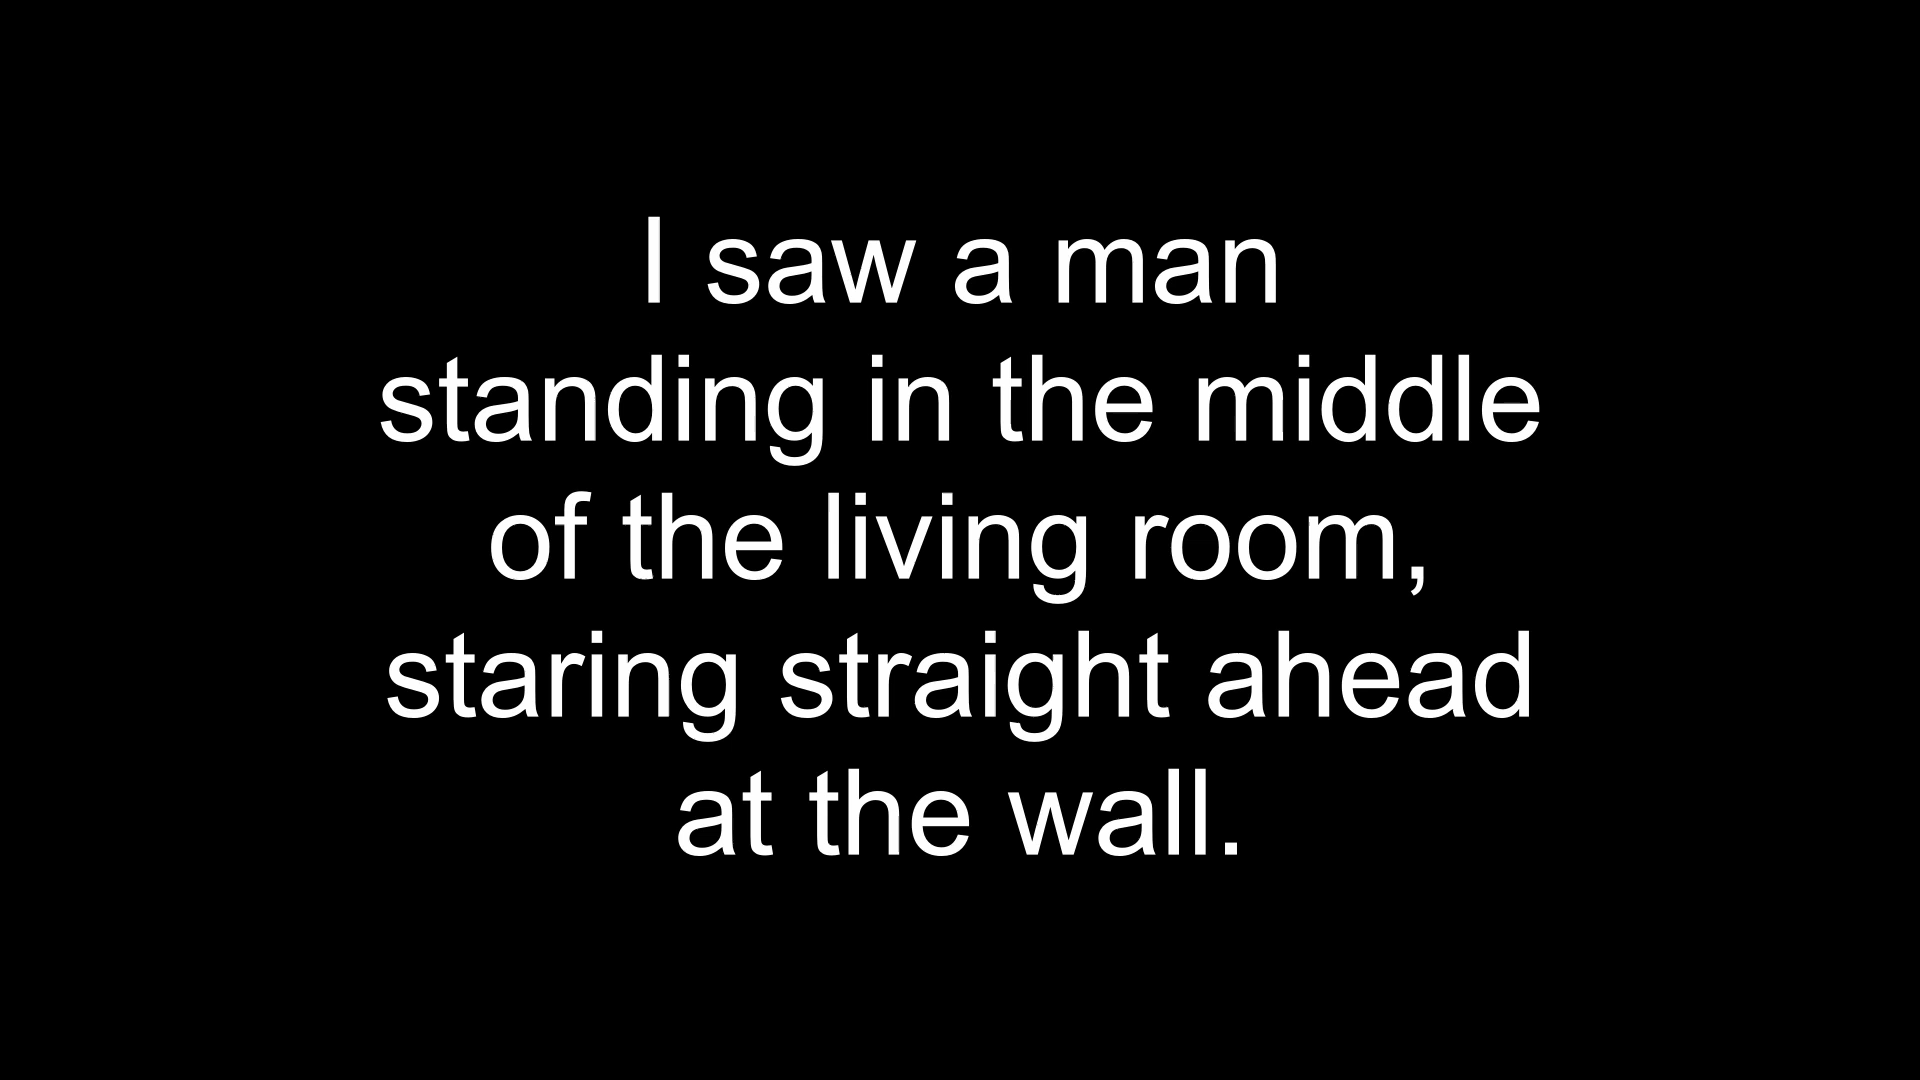 I saw a man
standing in the middle
of the living room,
staring straight ahead
at the wall.